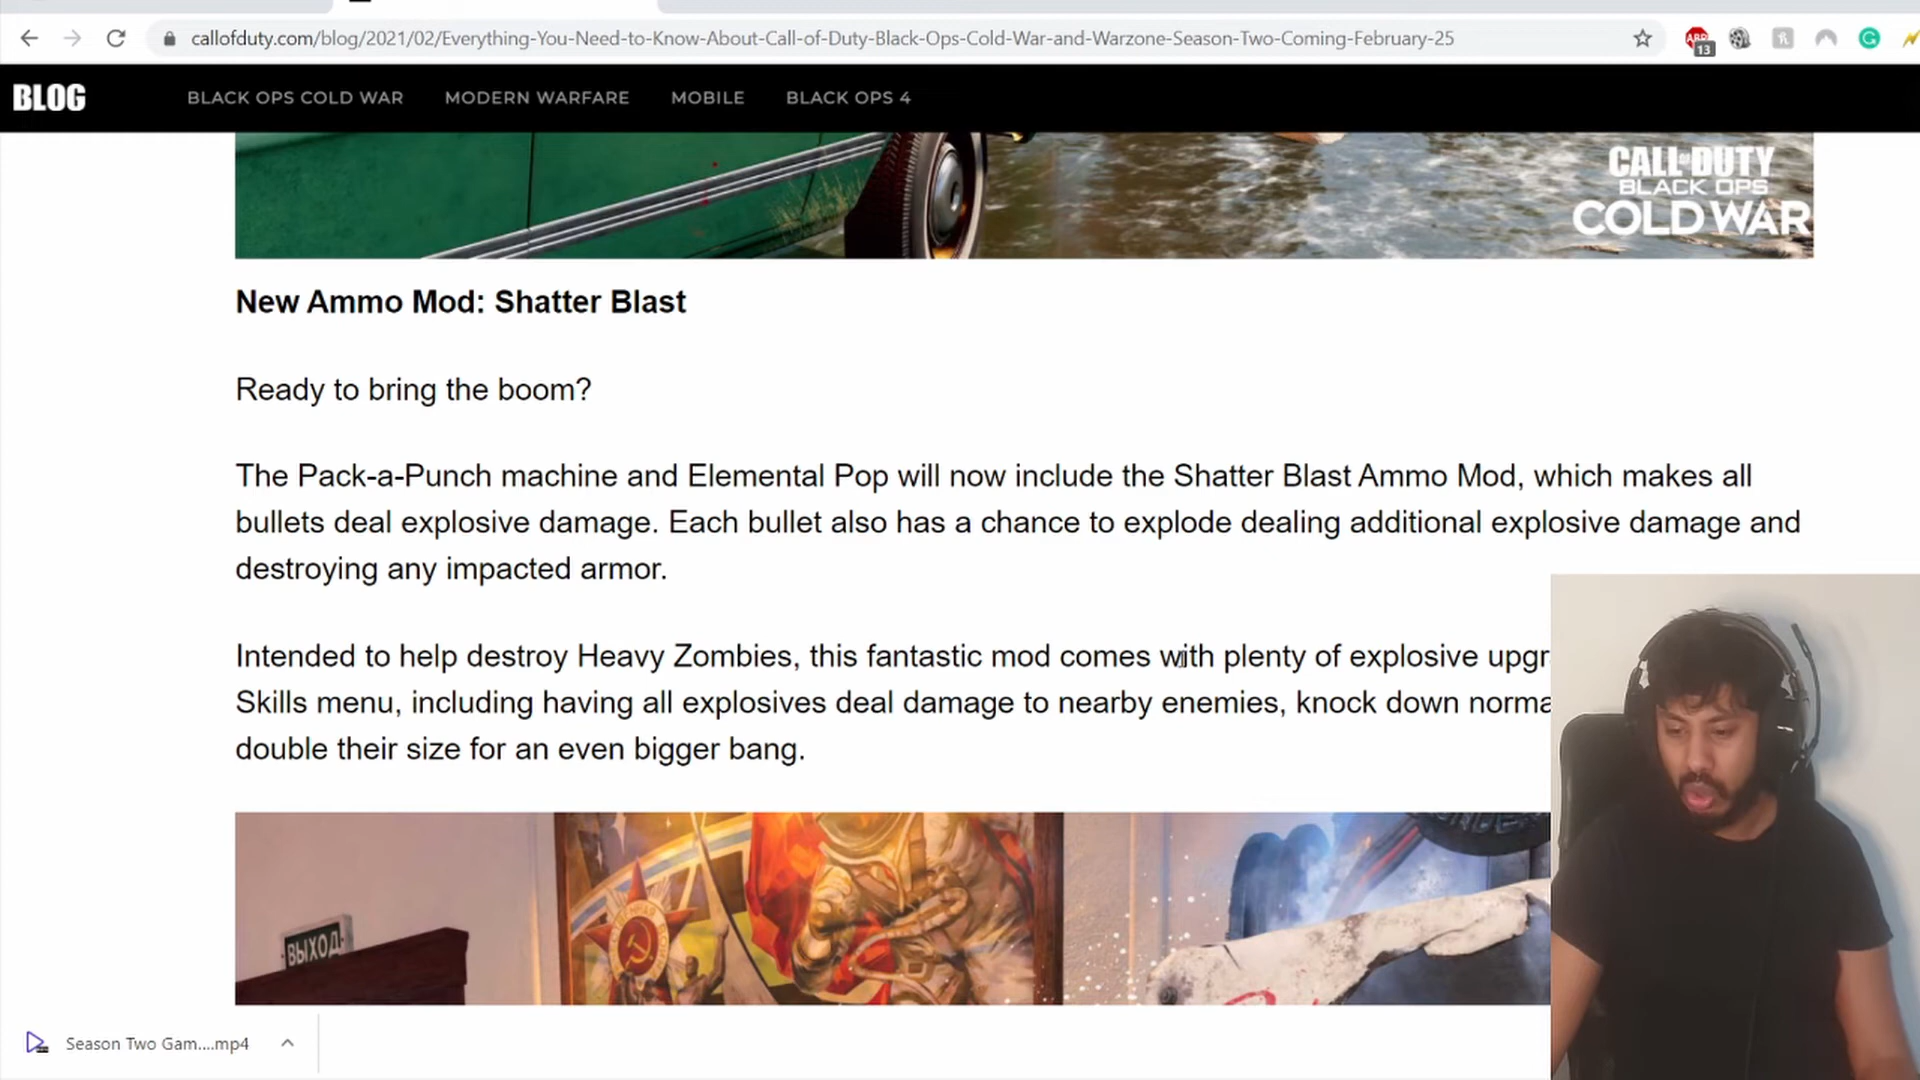 callofduty.com/blog/2021/02/Everything-You-Need-to-Know-About-Call-of-Duty-Black-Ops-Cold-War-and-Warzone-Season-Two-Coming-February-25
ABP
13
BLOG
BLACK OPS COLD WAR
MODERN WARFARE
MOBILE
BLACK OPS 4
CALL OF DUTY
BLACK OPS
COLD WAR
New Ammo Mod: Shatter Blast
Ready to bring the boom?
The Pack-a-Punch machine and Elemental Pop will now include the Shatter Blast Ammo Mod, which makes all
bullets deal explosive damage. Each bullet also has a chance to explode dealing additional explosive damage and
destroying any impacted armor.
Intended to help destroy Heavy Zombies, this fantastic mod comes with plenty of explosive upgr
Skills menu, including having all explosives deal damage to nearby enemies, knock down norma
double their size for an even bigger bang.
ВЫХОД
Season Two Gam....mp4